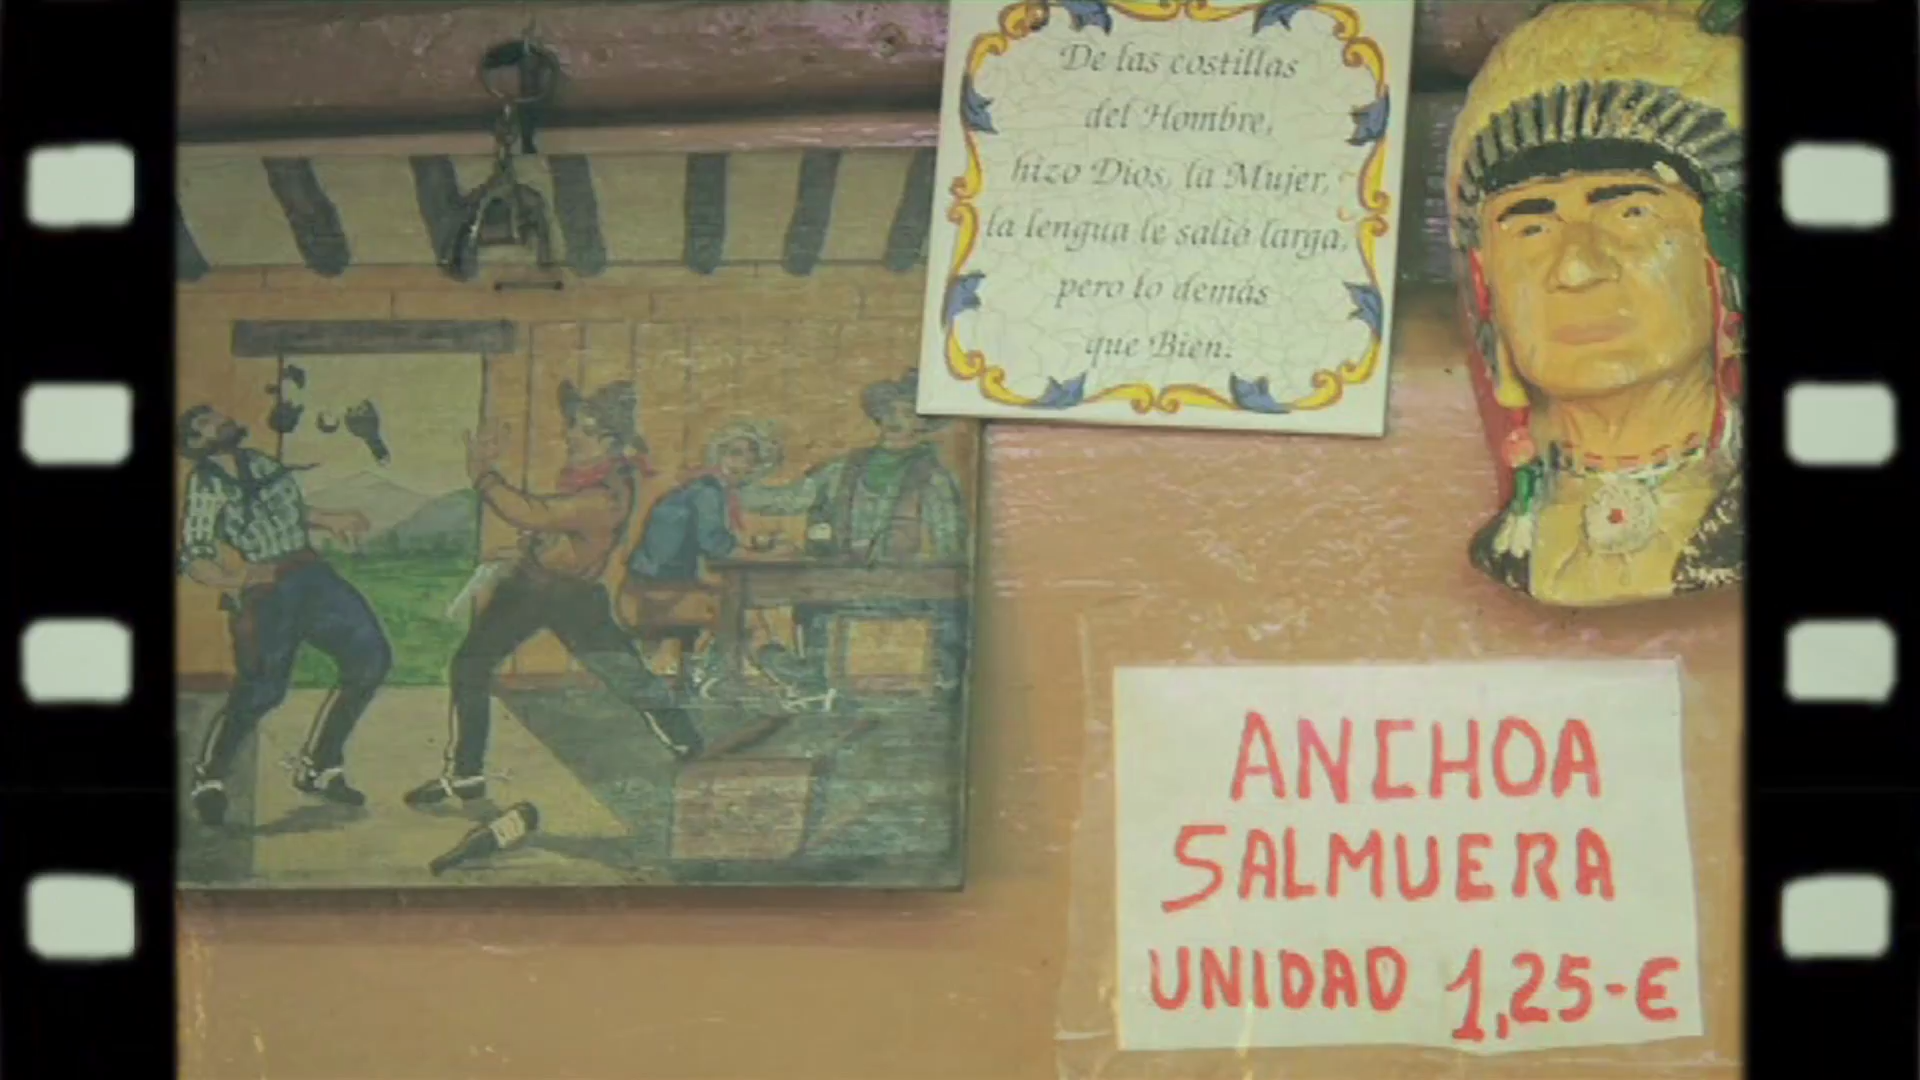 De las costillas
del Hombre,
hizo Dios, la Mujer,
la lengua le salió larga,
pero lo demás
que Bien.
ANCHOA
SALMUERA
UNIDAD 1,25-€